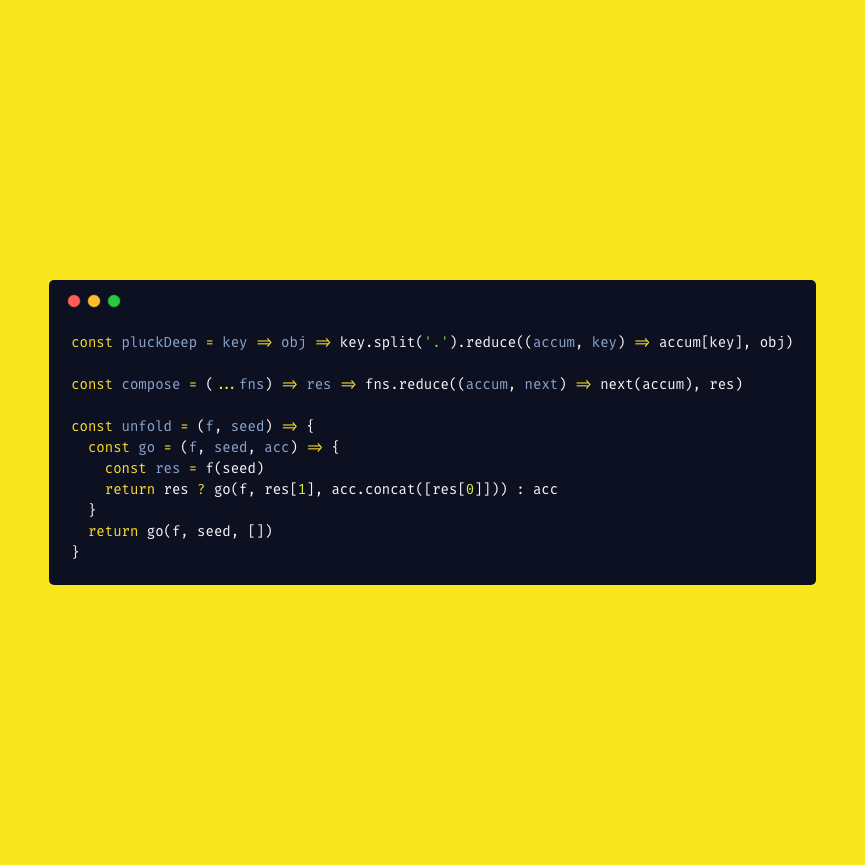 const pluckDeep = key => obj => key.split('.').reduce((accum, key) => accum[key], obj)
const compose = (...fns) => res => fns.reduce((accum, next) => next(accum), res)
const unfold = (f, seed) => {
  const go = (f, seed, acc) => {
    const res = f(seed)
    return res ? go(f, res[1], acc.concat([res[0]])) : acc
  }
  return go(f, seed, [])
}